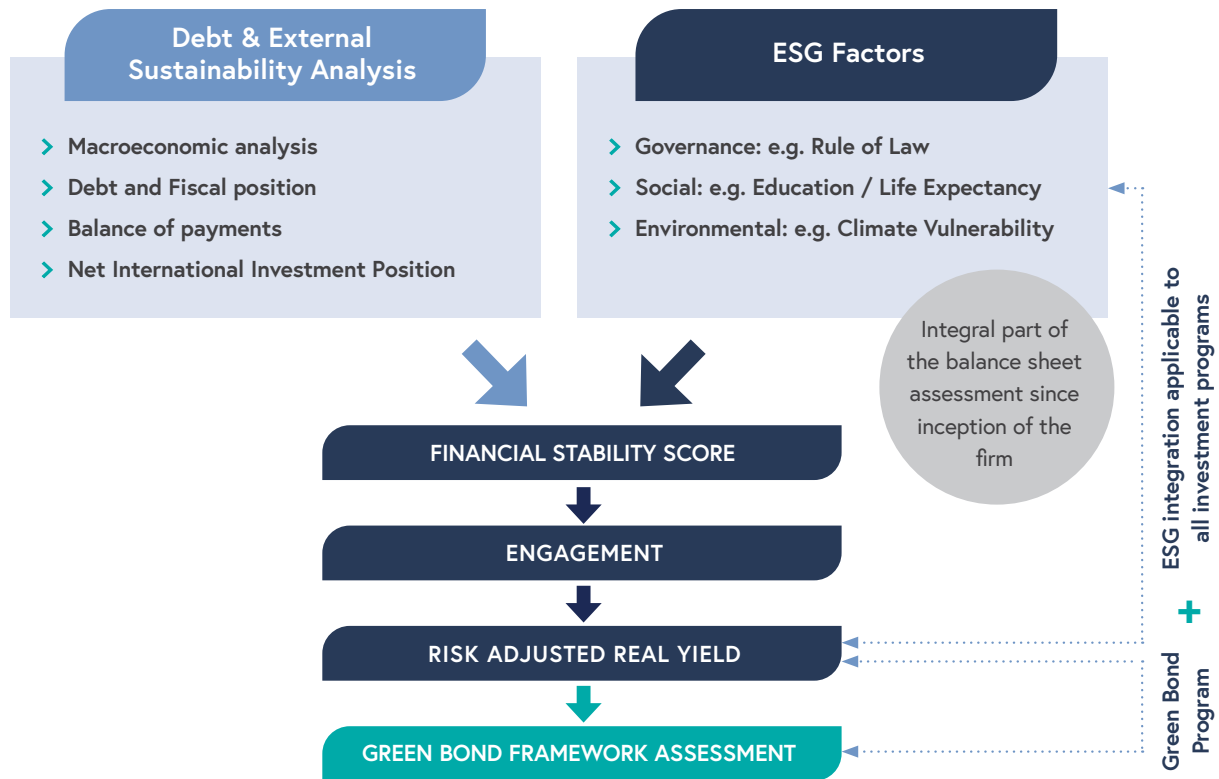 Debt & External
Sustainability Analysis
Macroeconomic analysis
Debt and Fiscal position
Balance of payments
Net International Investment Position
ESG Factors
Governance: e.g. Rule of Law
Social: e.g. Education / Life Expectancy
Environmental: e.g. Climate Vulnerability
Integral part of
the balance sheet
assessment since
inception of the
firm
FINANCIAL STABILITY SCORE
ENGAGEMENT
RISK ADJUSTED REAL YIELD
GREEN BOND FRAMEWORK ASSESSMENT
ESG integration applicable to
all investment programs
+
Green Bond
Program